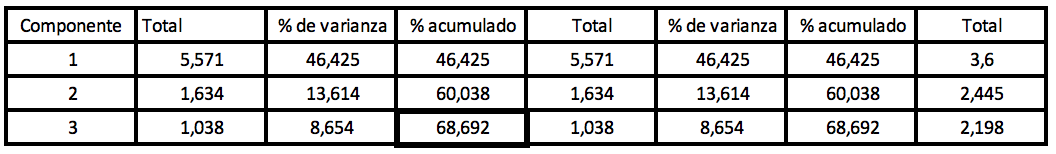 Componente Total % de varianza % acumulado Total % de varianza % acumulado Total
1 5,571 46,425 46,425 5,571 46,425 46,425 3,6
2 1,634 13,614 60,038 1,634 13,614 60,038 2,445
3 1,038 8,654 68,692 1,038 8,654 68,692 2,198